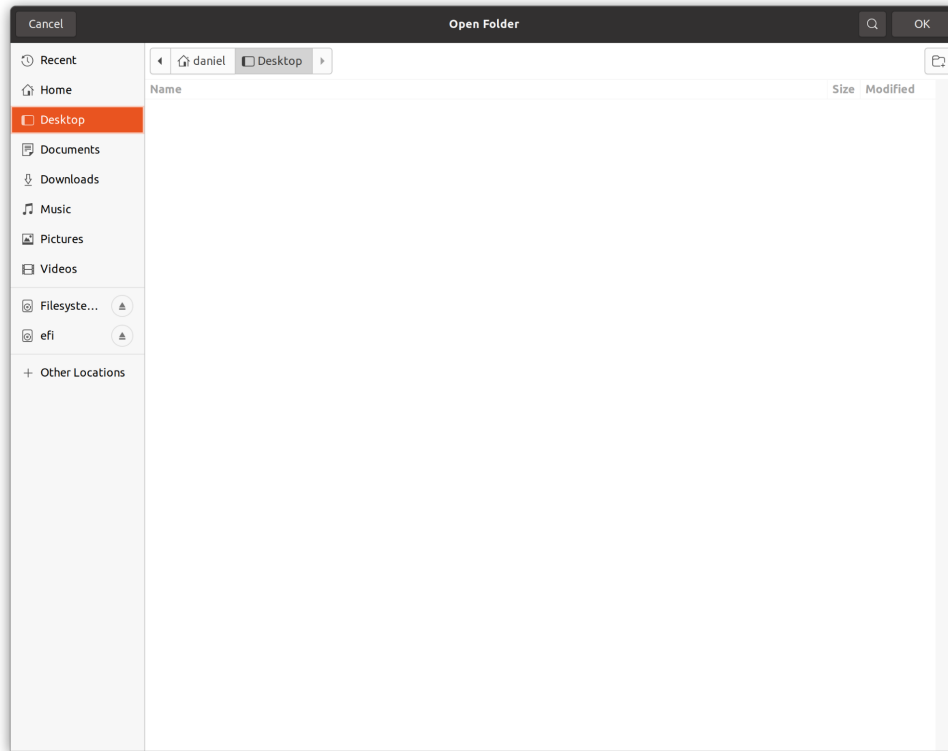 Cancel Open Folder OK
Recent
Home
Desktop
Documents
Downloads
Music
Pictures
Videos
Filesyste...
efi
Other Locations
daniel Desktop
Name Size Modified